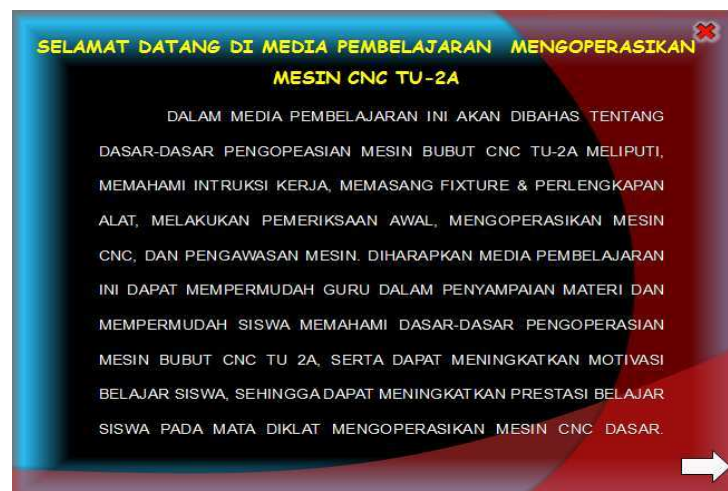 SELAMAT DATANG DI MEDIA PEMBELAJARAN MENGOPERASIKAN
MESIN CNC TU-2A
DALAM MEDIA PEMBELAJARAN INI AKAN DIBAHAS TENTANG
DASAR-DASAR PENGOPEASIAN MESIN BUBUT CNC TU-2A MELIPUTI,
MEMAHAMI INTRUKSI KERJA, MEMASANG FIXTURE & PERLENGKAPAN
ALAT, MELAKUKAN PEMERIKSAAN AWAL, MENGOPERASIKAN MESIN
CNC, DAN PENGAWASAN MESIN. DIHARAPKAN MEDIA PEMBELAJARAN
INI DAPAT MEMPERMUDAH GURU DALAM PENYAMPAIAN MATERI DAN
MEMPERMUDAH SISWA MEMAHAMI DASAR-DASAR PENGOPERASIAN
MESIN BUBUT CNC TU 2A, SERTA DAPAT MENINGKATKAN MOTIVASI
BELAJAR SISWA, SEHINGGA DAPAT MENINGKATKAN PRESTASI BELAJAR
SISWA PADA MATA DIKLAT MENGOPERASIKAN MESIN CNC DASAR.